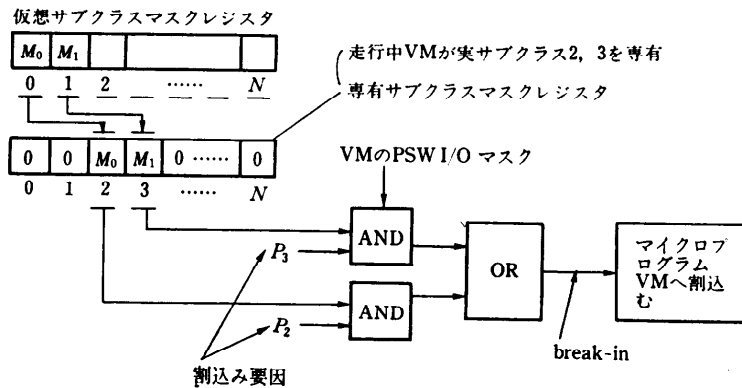 仮想サブクラスマスクレジスタ
M₀ M₁
0 1 2 …… N
走行中VMが実サブクラス2, 3を専有
専有サブクラスマスクレジスタ
0 0 M₀ M₁ 0 …… 0
0 1 2 3 …… N
VMのPSW I/O マスク
AND
P₃
AND
P₂
割込み要因
OR
break-in
マイクロプ
ログラム
VMへ割込
む